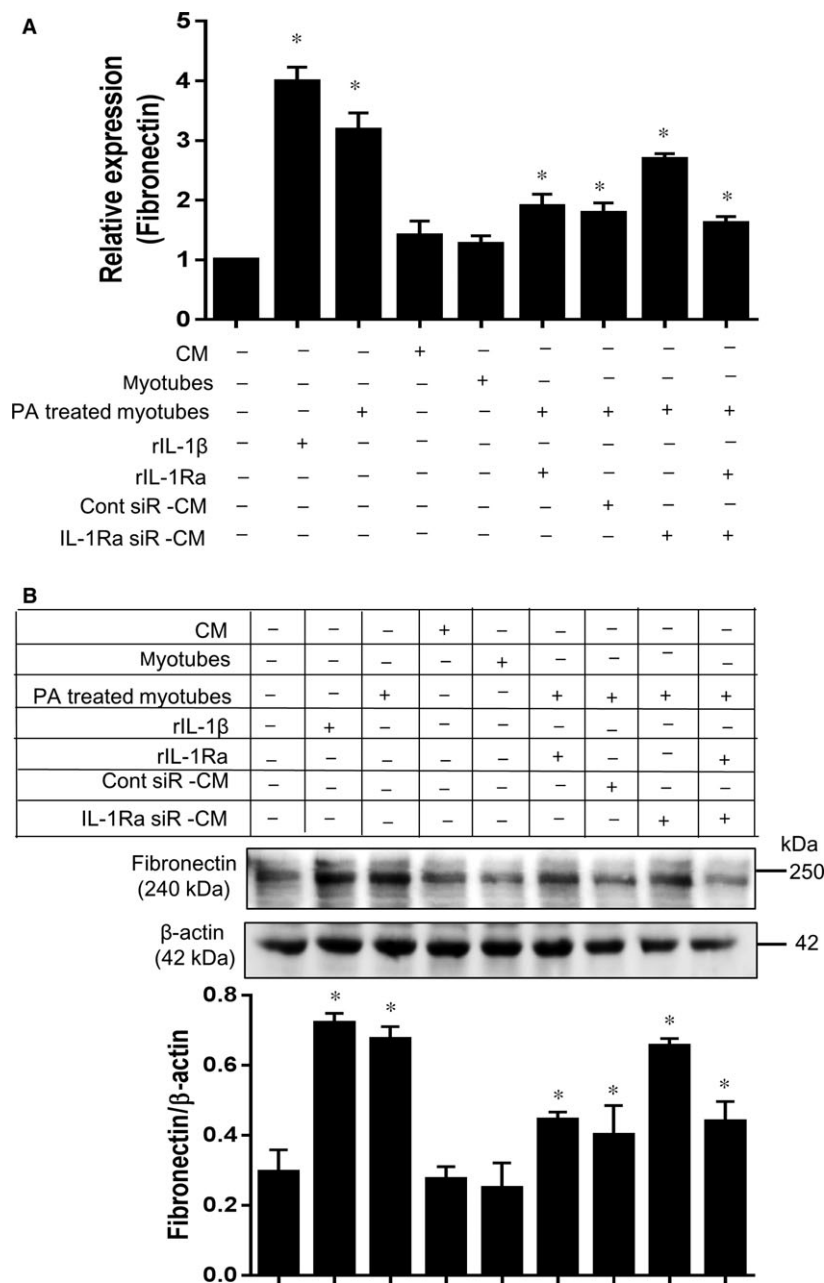 A
5
4
3
2
1
0
Relative expression
(Fibronectin)
* * * * * *
CM – – – + – – – – –
Myotubes – – – – + – – – –
PA treated myotubes – – + – – + + + +
rIL-1β – + – – – – – – –
rIL-1Ra – – – – – + – – +
Cont siR -CM – – – – – – + – –
IL-1Ra siR -CM – – – – – – – + +
B
CM – – – + – – – – –
Myotubes – – – – + – – – –
PA treated myotubes – – + – – + + + +
rIL-1β – + – – – – – – –
rIL-1Ra – – – – – + – – +
Cont siR -CM – – – – – – + – –
IL-1Ra siR -CM – – – – – – – + +
kDa
Fibronectin
(240 kDa)
250
β-actin
(42 kDa)
42
0.8
0.6
0.4
0.2
0.0
Fibronectin/β-actin
* * * * * *